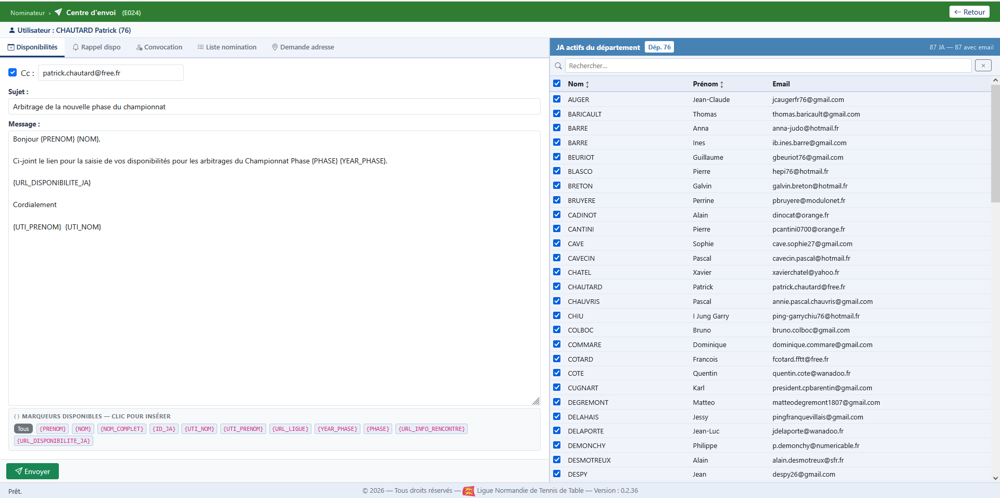 Nominateur › Centre d'envoi (E024)
← Retour
Utilisateur : CHAUTARD Patrick (76)
Disponibilités Rappel dispo Convocation Liste nomination Demande adresse
Cc : patrick.chautard@free.fr
Sujet :
Arbitrage de la nouvelle phase du championnat
Message :
Bonjour {PRENOM} {NOM},
Ci-joint le lien pour la saisie de vos disponibilités pour les arbitrages du Championnat Phase {PHASE} {YEAR_PHASE}.
{URL_DISPONIBILITE_JA}
Cordialement
{UTI_PRENOM} {UTI_NOM}
{} MARQUEURS DISPONIBLES — CLIC POUR INSÉRER
Tous {PRENOM} {NOM} {NOM_COMPLET} {ID_JA} {UTI_NOM} {UTI_PRENOM} {URL_LIGUE} {YEAR_PHASE} {PHASE} {URL_INFO_RENCONTRE}
{URL_DISPONIBILITE_JA}
Envoyer
JA actifs du département Dép. 76 87 JA — 87 avec email
Rechercher... ×
Nom ↕ Prénom ↕ Email
AUGER Jean-Claude jcaugerfr76@gmail.com
BARICAULT Thomas thomas.baricault@gmail.com
BARRE Anna anna-judo@hotmail.fr
BARRE Ines ib.ines.barre@gmail.com
BEURIOT Guillaume gbeuriot76@gmail.com
BLASCO Pierre hepi76@hotmail.fr
BRETON Galvin galvin.breton@hotmail.fr
BRUYERE Perrine pbruyere@modulonet.fr
CADINOT Alain dinocat@orange.fr
CANTINI Pierre pcantini0700@orange.fr
CAVE Sophie cave.sophie27@gmail.com
CAVECIN Pascal cavecin.pascal@hotmail.fr
CHATEL Xavier xavierchatel@yahoo.fr
CHAUTARD Patrick patrick.chautard@free.fr
CHAUVRIS Pascal annie.pascal.chauvris@gmail.com
CHIU I Jung Garry ping-garrychiu76@hotmail.fr
COLBOC Bruno bruno.colboc@gmail.com
COMMARE Dominique dominique.commare@gmail.com
COTARD Francois fcotard.fftt@free.fr
COTE Quentin quentin.cote@wanadoo.fr
CUGNART Karl president.cpbarentin@gmail.com
DEGREMONT Matteo matteodegremont1807@gmail.com
DELAHAIS Jessy pingfranquevillais@gmail.com
DELAPORTE Jean-Luc jdelaporte@wanadoo.fr
DEMONCHY Philippe p.demonchy@numericable.fr
DESMOTREUX Alain alain.desmotreux@sfr.fr
DESPY Jean despy26@gmail.com
Prêt.
© 2026 — Tous droits réservés — Ligue Normandie de Tennis de Table — Version : 0.2.36